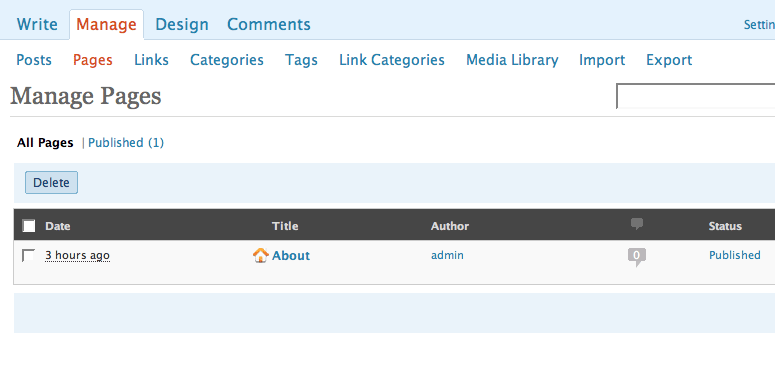 Write Manage Design Comments Settin
Posts Pages Links Categories Tags Link Categories Media Library Import Export
Manage Pages
All Pages | Published (1)
Delete
Date Title Author Status
3 hours ago About admin 0 Published